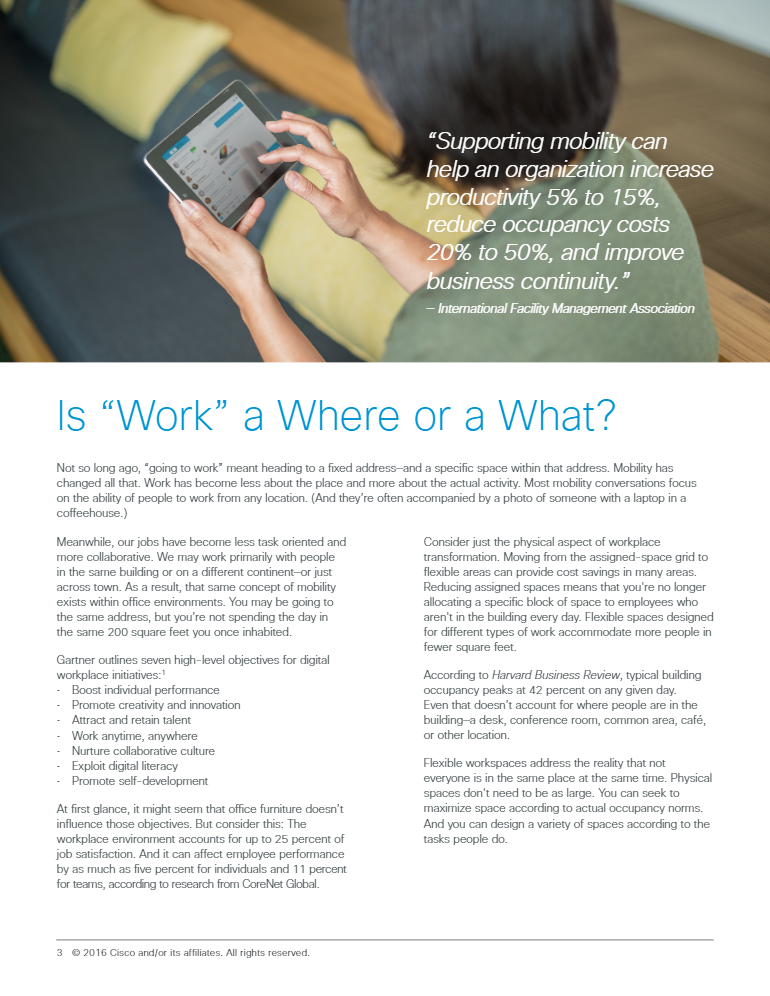 “Supporting mobility can
help an organization increase
productivity 5% to 15%,
reduce occupancy costs
20% to 50%, and improve
business continuity.”
– International Facility Management Association
Is “Work” a Where or a What?
Not so long ago, “going to work” meant heading to a fixed address—and a specific space within that address. Mobility has
changed all that. Work has become less about the place and more about the actual activity. Most mobility conversations focus
on the ability of people to work from any location. (And they’re often accompanied by a photo of someone with a laptop in a
coffeehouse.)
Meanwhile, our jobs have become less task oriented and
more collaborative. We may work primarily with people
in the same building or on a different continent—or just
across town. As a result, that same concept of mobility
exists within office environments. You may be going to
the same address, but you’re not spending the day in
the same 200 square feet you once inhabited.
Gartner outlines seven high-level objectives for digital
workplace initiatives:¹
- Boost individual performance
- Promote creativity and innovation
- Attract and retain talent
- Work anytime, anywhere
- Nurture collaborative culture
- Exploit digital literacy
- Promote self-development
At first glance, it might seem that office furniture doesn’t
influence those objectives. But consider this: The
workplace environment accounts for up to 25 percent of
job satisfaction. And it can affect employee performance
by as much as five percent for individuals and 11 percent
for teams, according to research from CoreNet Global.
Consider just the physical aspect of workplace
transformation. Moving from the assigned-space grid to
flexible areas can provide cost savings in many areas.
Reducing assigned spaces means that you’re no longer
allocating a specific block of space to employees who
aren’t in the building every day. Flexible spaces designed
for different types of work accommodate more people in
fewer square feet.
According to Harvard Business Review, typical building
occupancy peaks at 42 percent on any given day.
Even that doesn’t account for where people are in the
building—a desk, conference room, common area, café,
or other location.
Flexible workspaces address the reality that not
everyone is in the same place at the same time. Physical
spaces don’t need to be as large. You can seek to
maximize space according to actual occupancy norms.
And you can design a variety of spaces according to the
tasks people do.
3 © 2016 Cisco and/or its affiliates. All rights reserved.